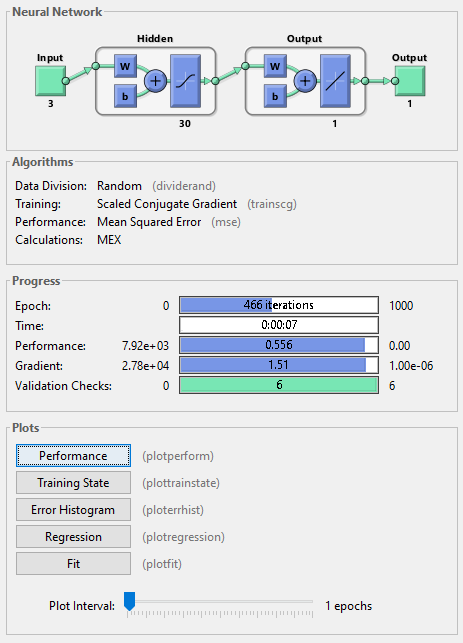 Neural Network
Hidden Output
Input Output
W W
b b
3 30 1 1
Algorithms
Data Division: Random (dividerand)
Training: Scaled Conjugate Gradient (trainscg)
Performance: Mean Squared Error (mse)
Calculations: MEX
Progress
Epoch: 0 466 iterations 1000
Time: 0:00:07
Performance: 7.92e+03 0.556 0.00
Gradient: 2.78e+04 1.51 1.00e-06
Validation Checks: 0 6 6
Plots
Performance (plotperform)
Training State (plottrainstate)
Error Histogram (ploterrhist)
Regression (plotregression)
Fit (plotfit)
Plot Interval: 1 epochs